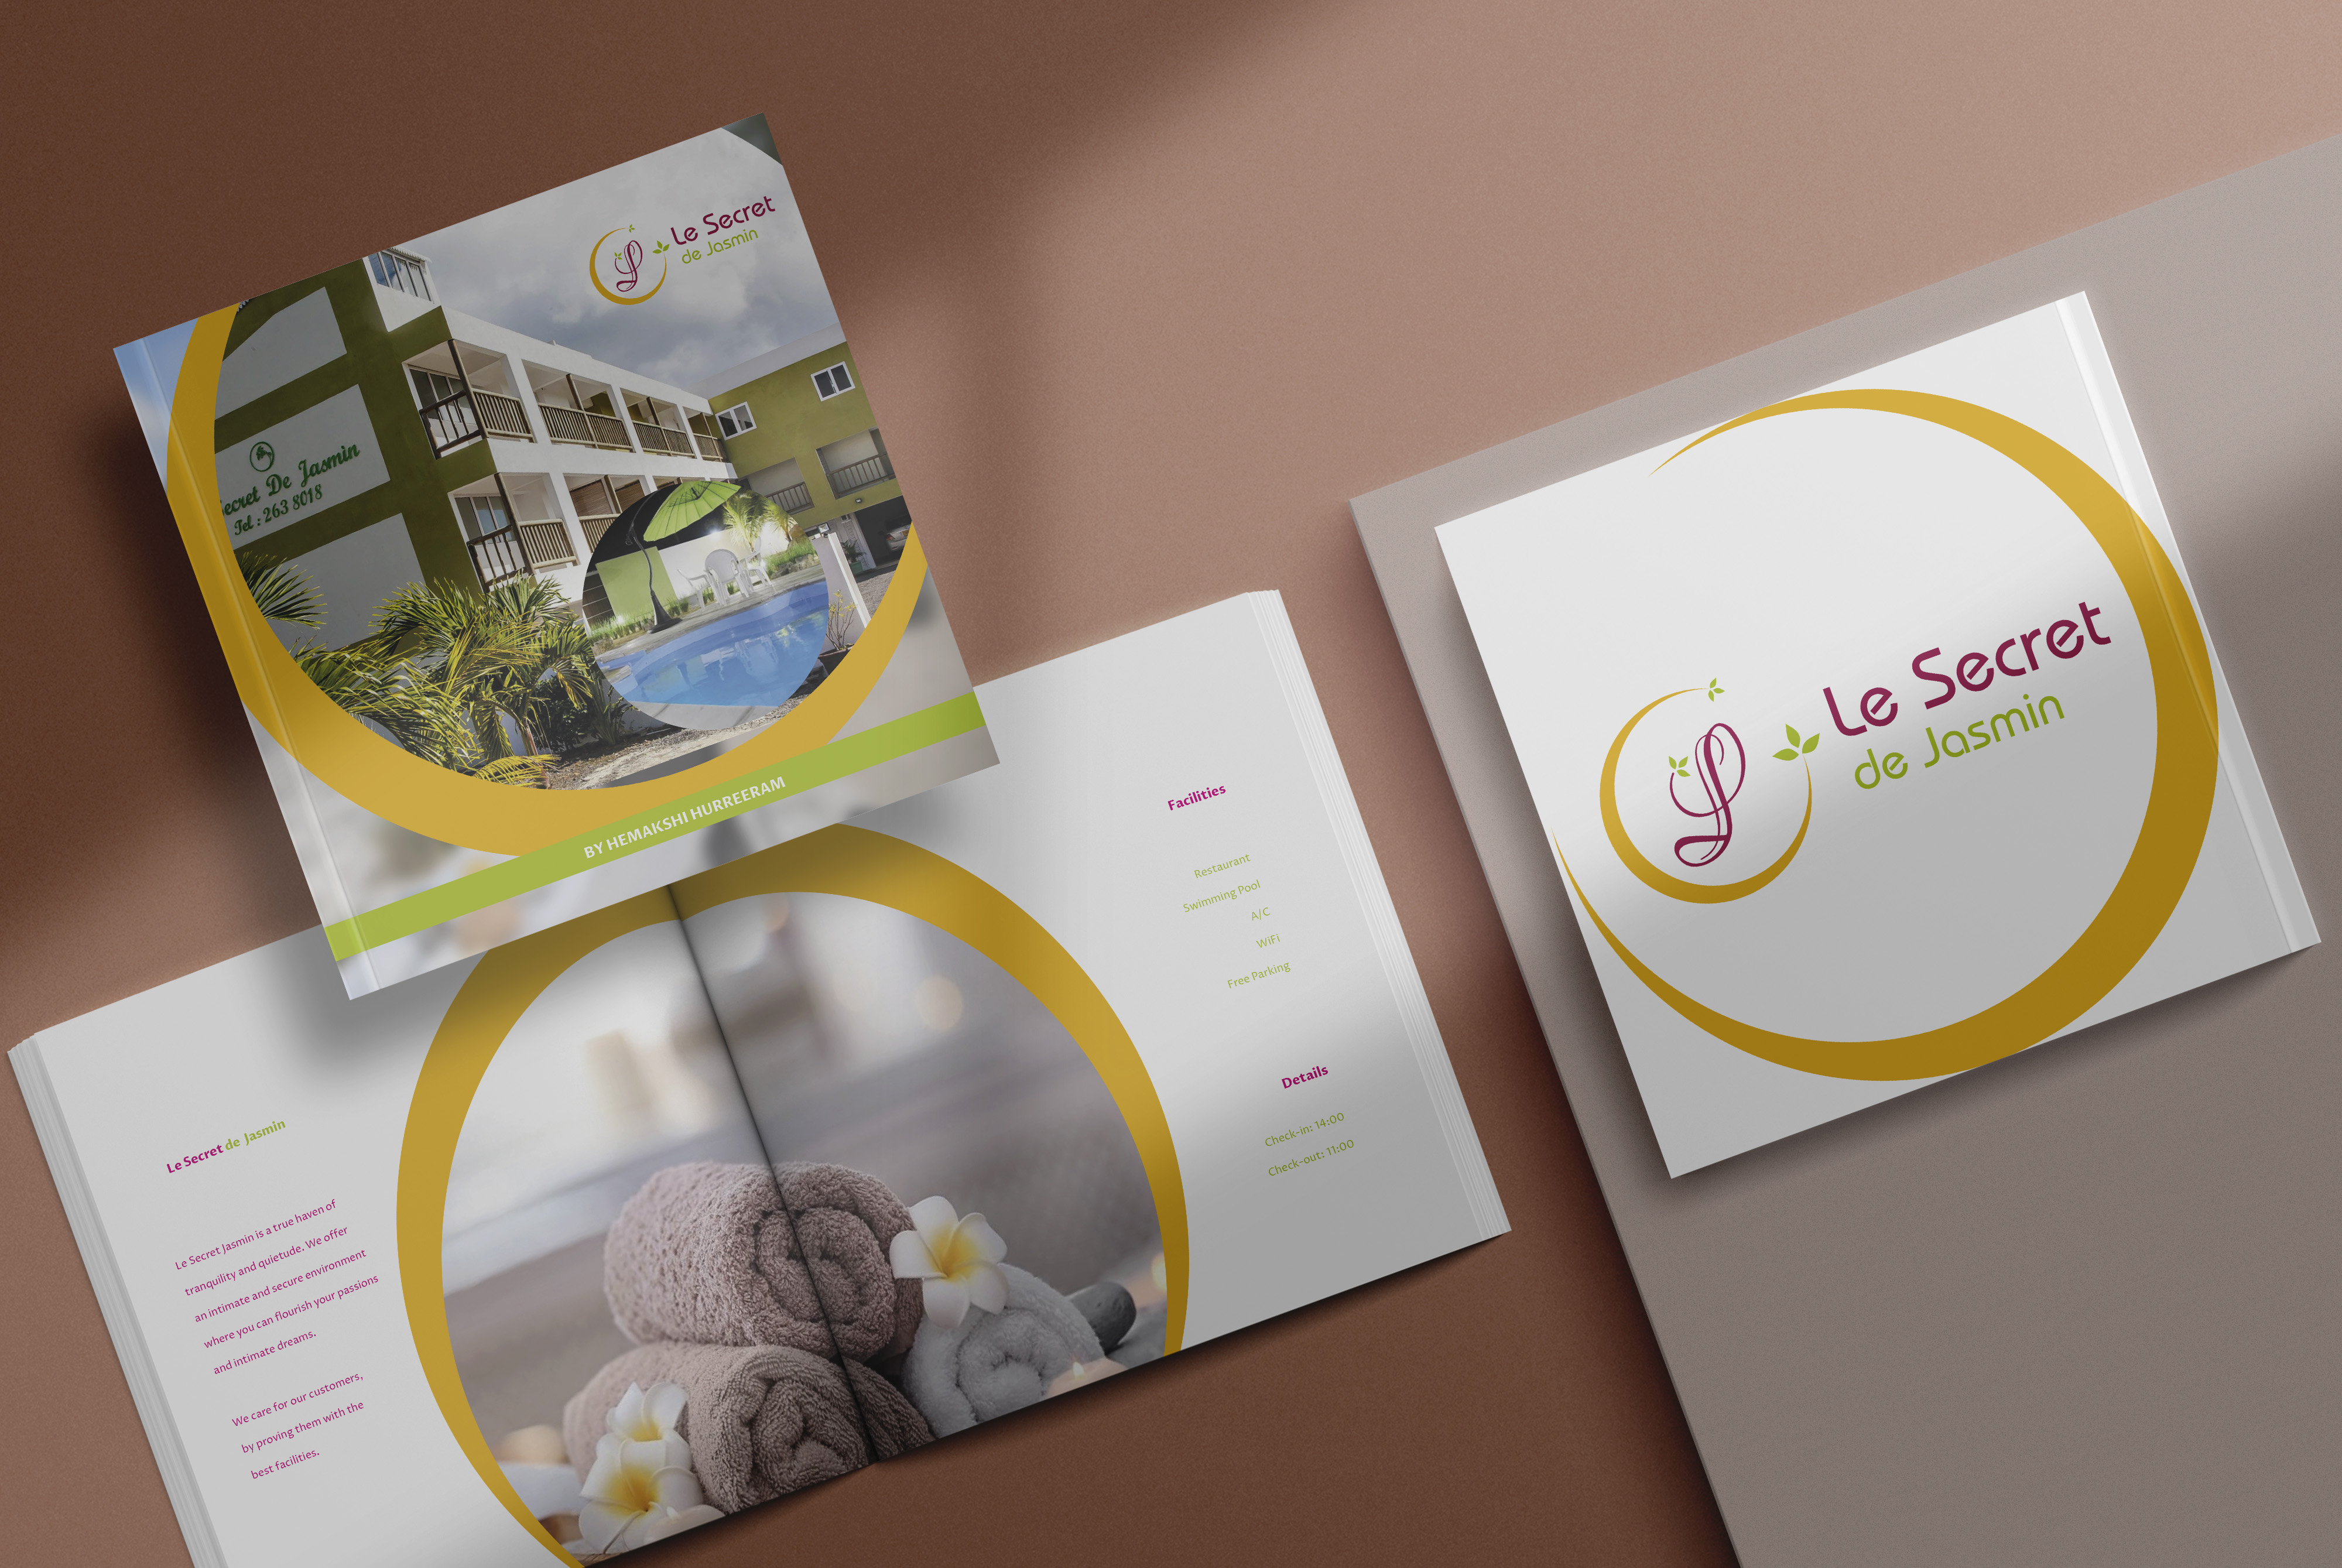 Le Secret
de Jasmin
ecret De Jasmin
Tel : 263 8018
BY HEMAKSHI HURREERAM
Le Secret de Jasmin
Le Secret Jasmin is a true haven of
tranquility and quietude. We offer
an intimate and secure environment
where you can flourish your passions
and intimate dreams.
We care for our customers,
by proving them with the
best facilities.
Facilities
Restaurant
Swimming Pool
A/C
WiFi
Free Parking
Details
Check-in: 14:00
Check-out: 11:00
Le Secret
de Jasmin